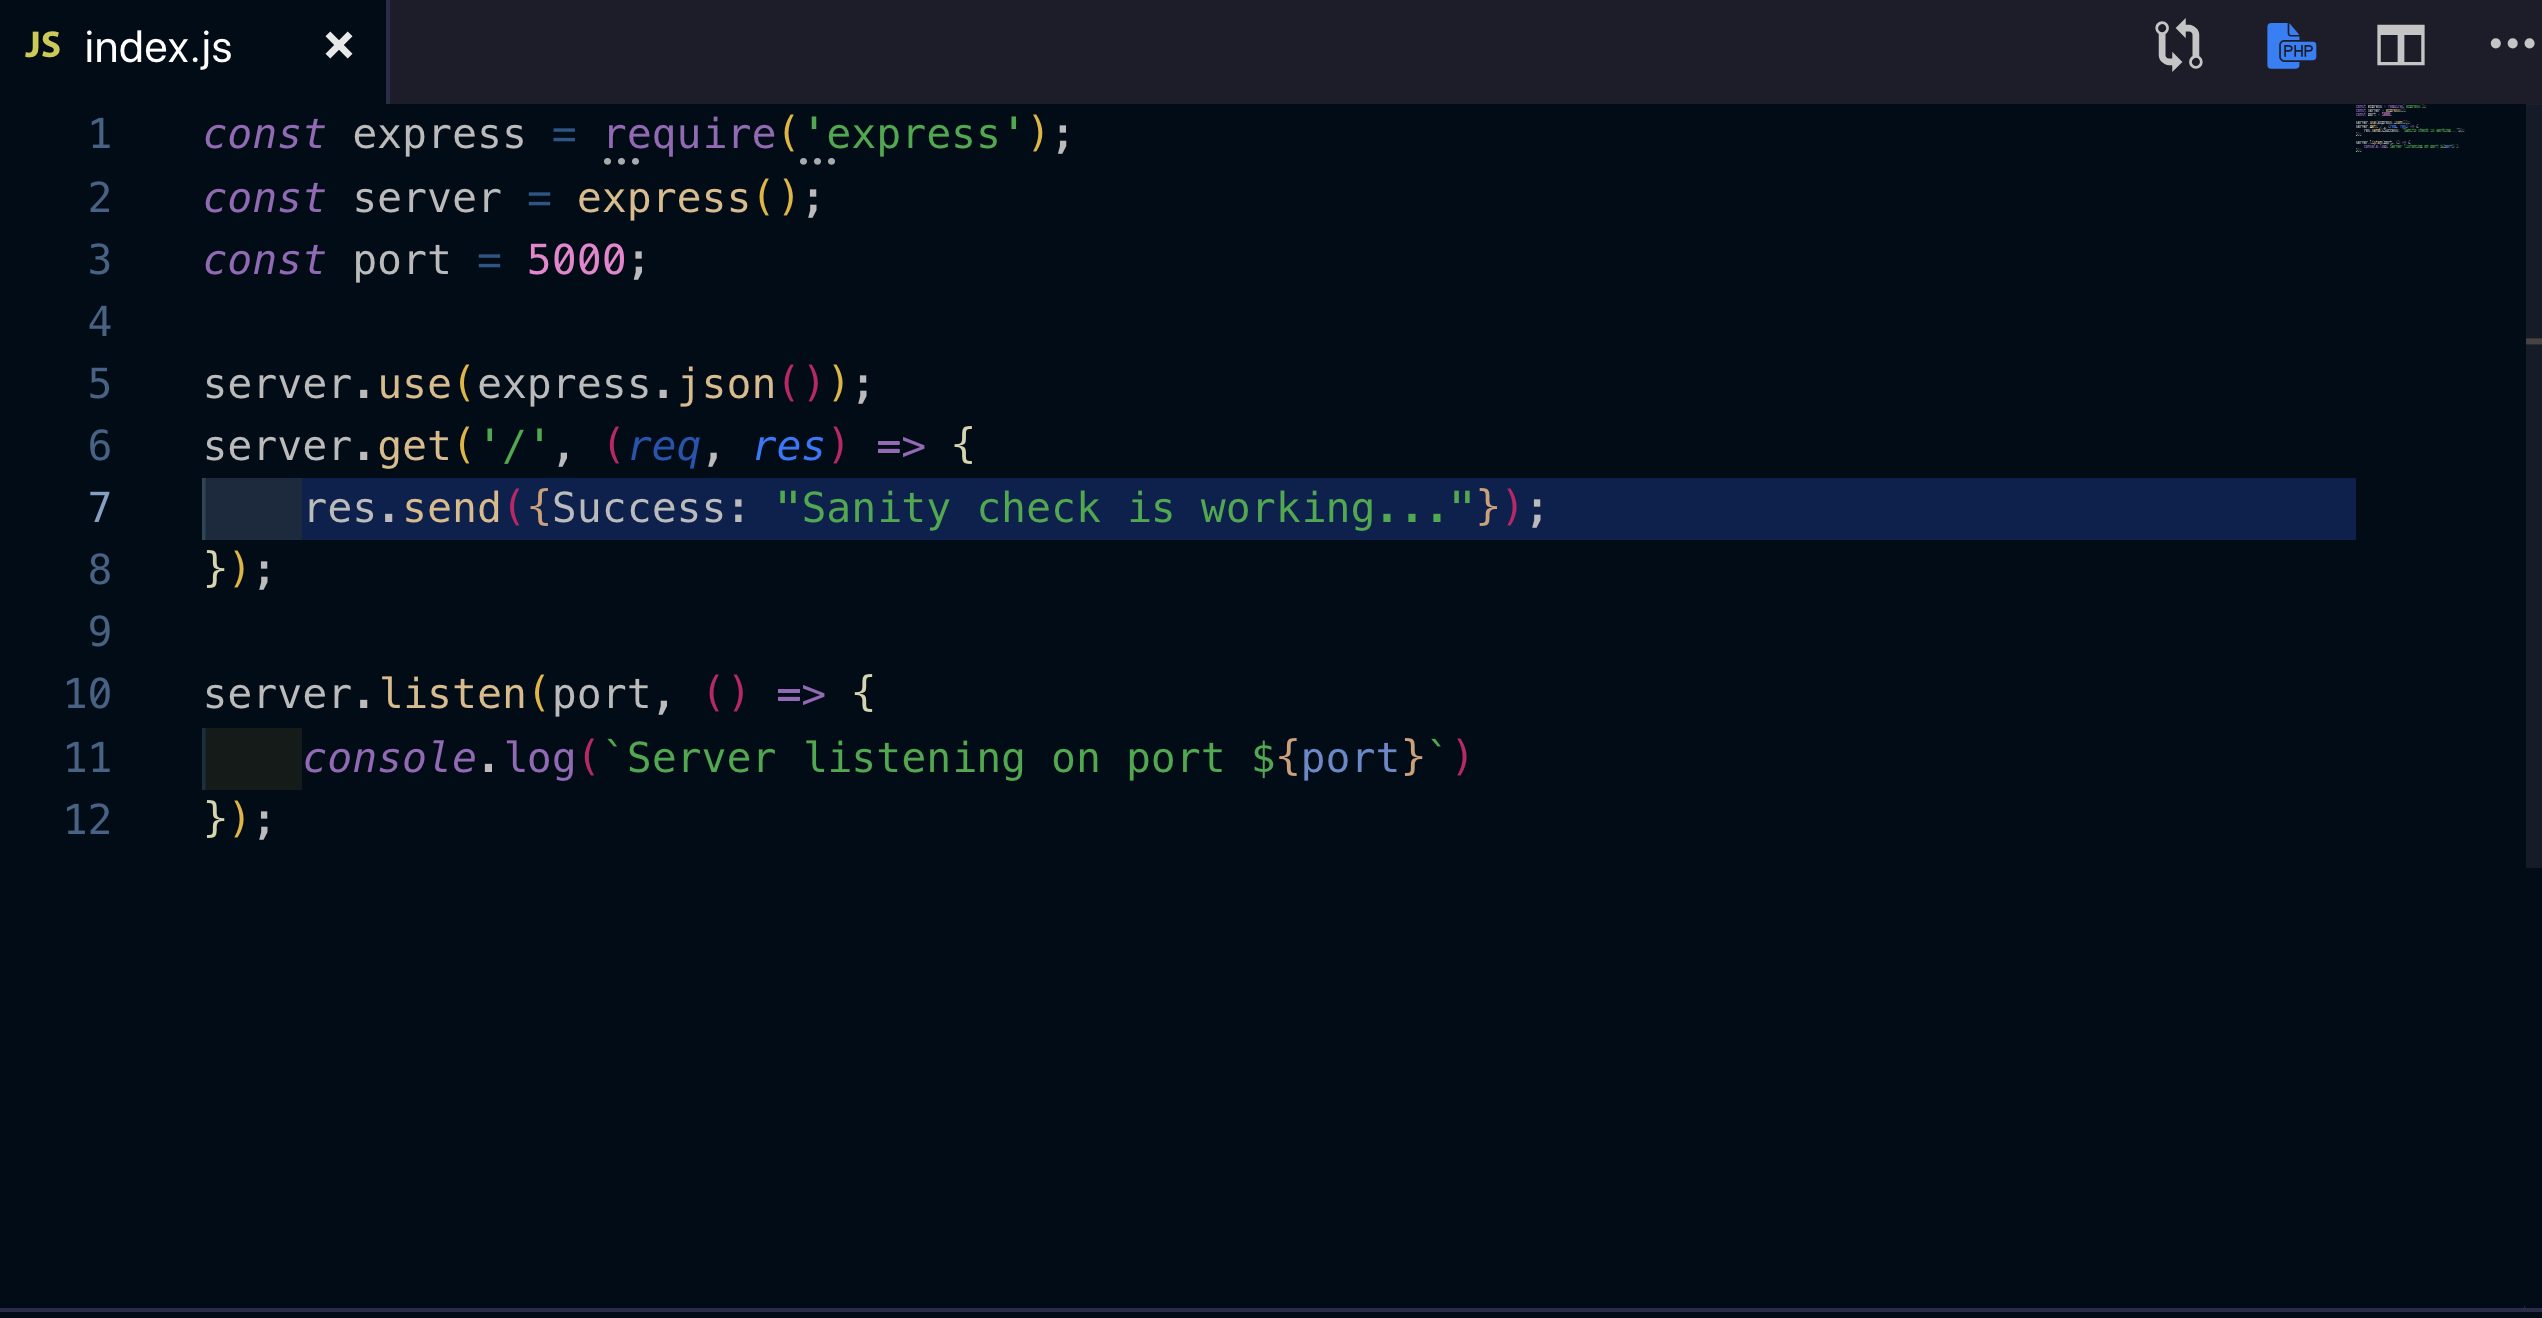 JS index.js
PHP
1 const express = require('express');
2 const server = express();
3 const port = 5000;
4
5 server.use(express.json());
6 server.get('/', (req, res) => {
7     res.send({Success: "Sanity check is working..."});
8 });
9
10 server.listen(port, () => {
11     console.log(`Server listening on port ${port}`)
12 });